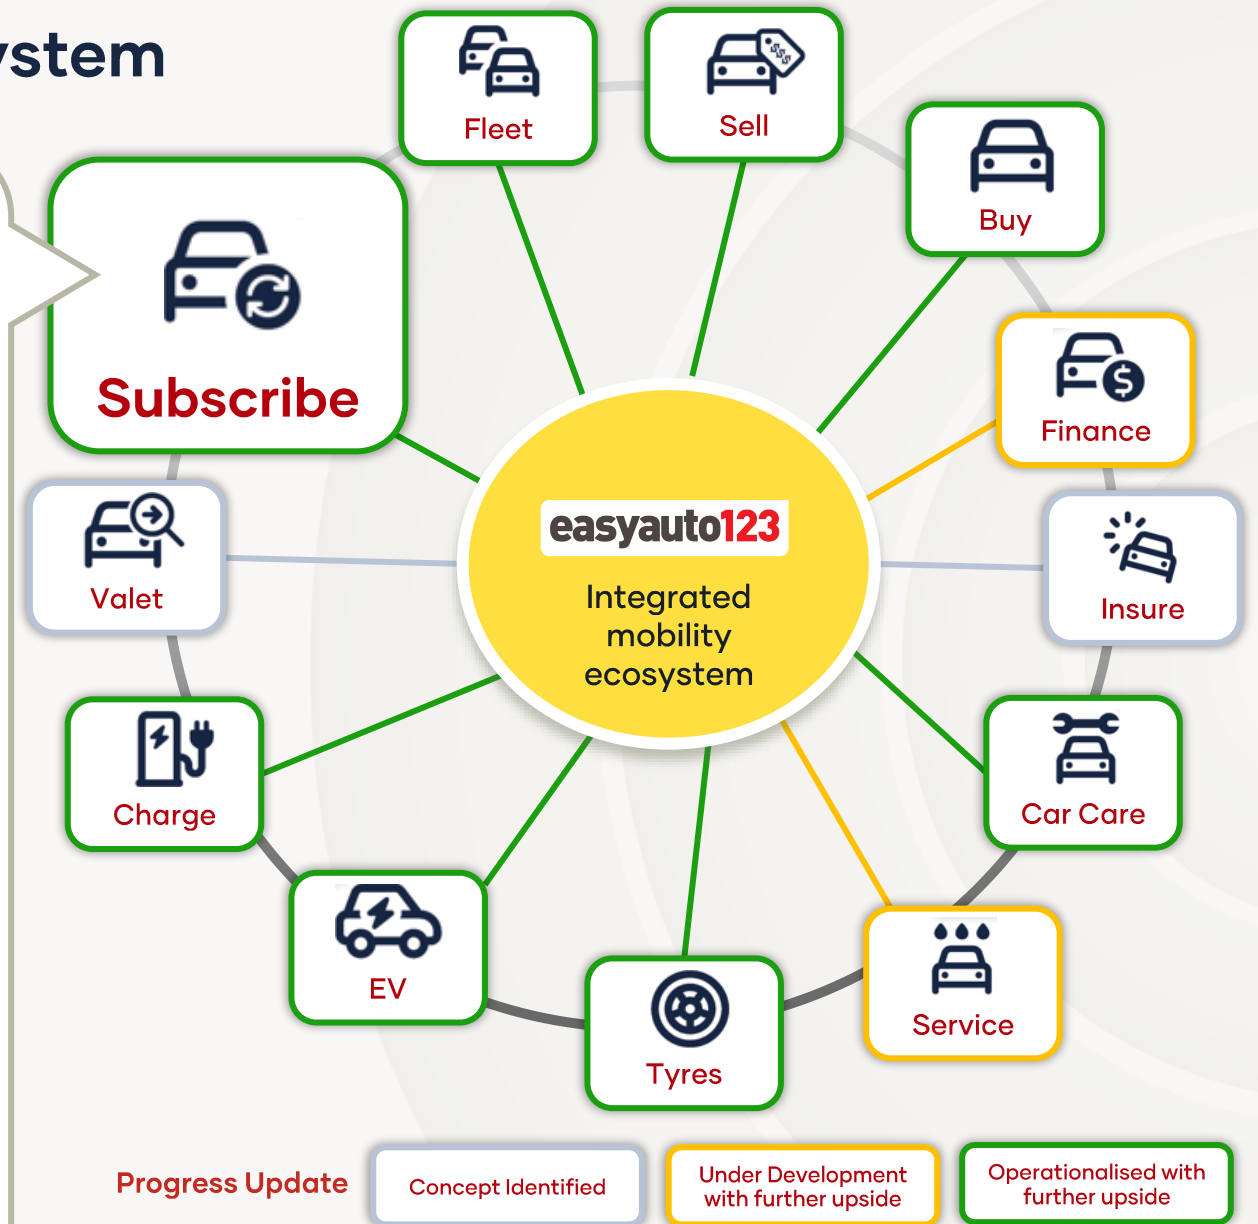 ystem
Fleet
Sell
Buy
Subscribe
Finance
Valet
Insure
easyauto123
Integrated
mobility
ecosystem
Charge
Car Care
EV
Service
Tyres
Progress Update
Concept Identified
Under Development
with further upside
Operationalised with
further upside